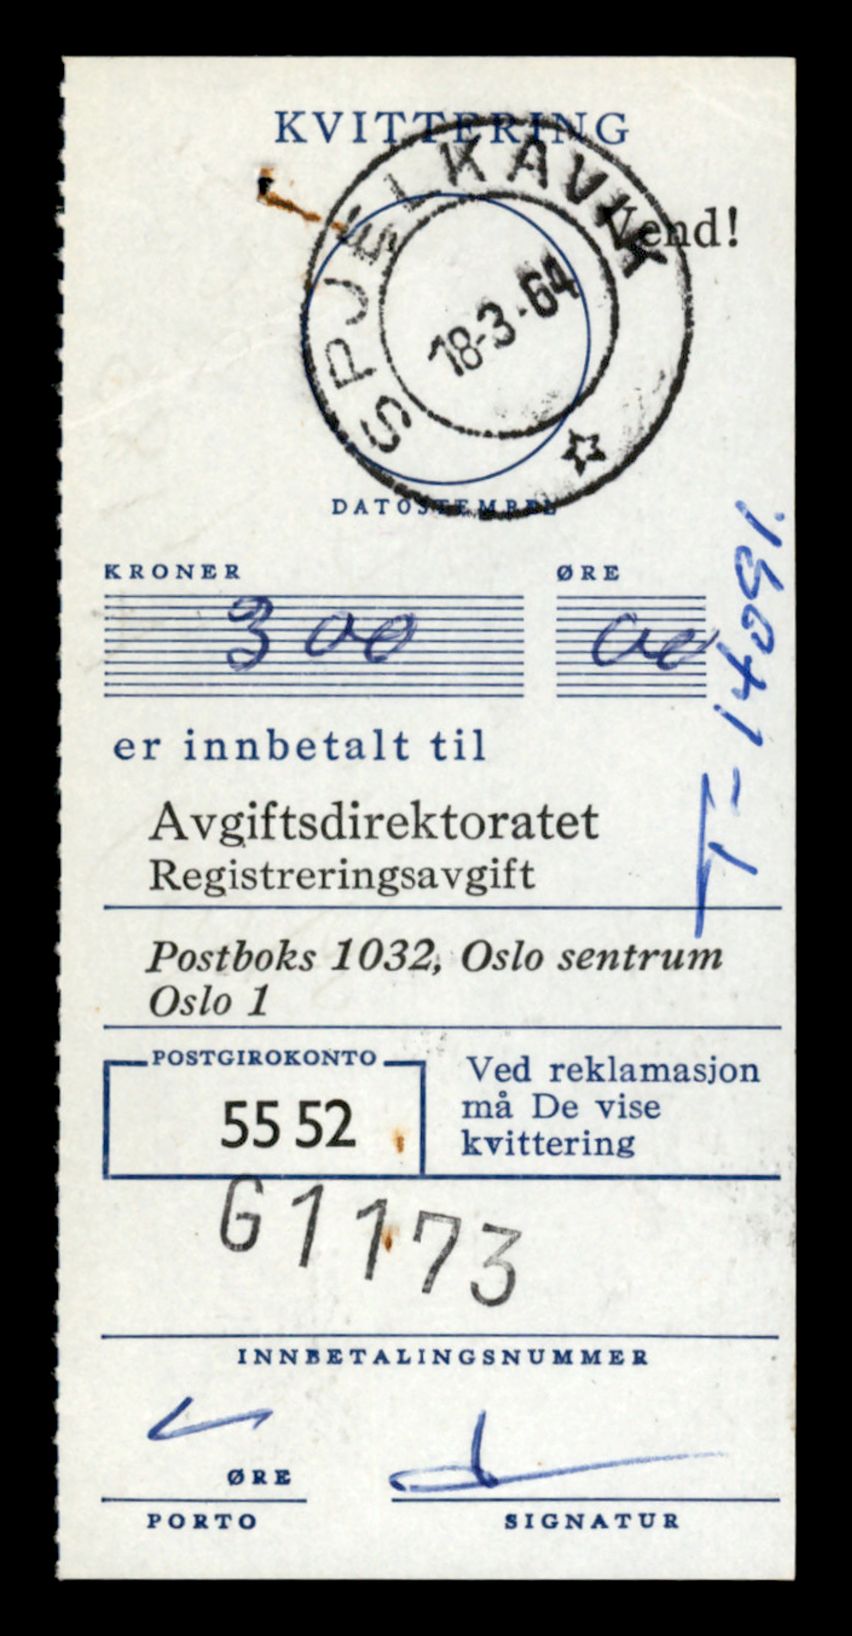 KVITTERING
Vend!
SPJELKAVIK
18-3-64
DATOSTEMPEL
KRONER ØRE
300 00
T-14091.
er innbetalt til
Avgiftsdirektoratet
Registreringsavgift
Postboks 1032, Oslo sentrum
Oslo 1
POSTGIROKONTO
55 52
Ved reklamasjon
må De vise
kvittering
G1173
INNBETALINGSNUMMER
ØRE
PORTO
SIGNATUR